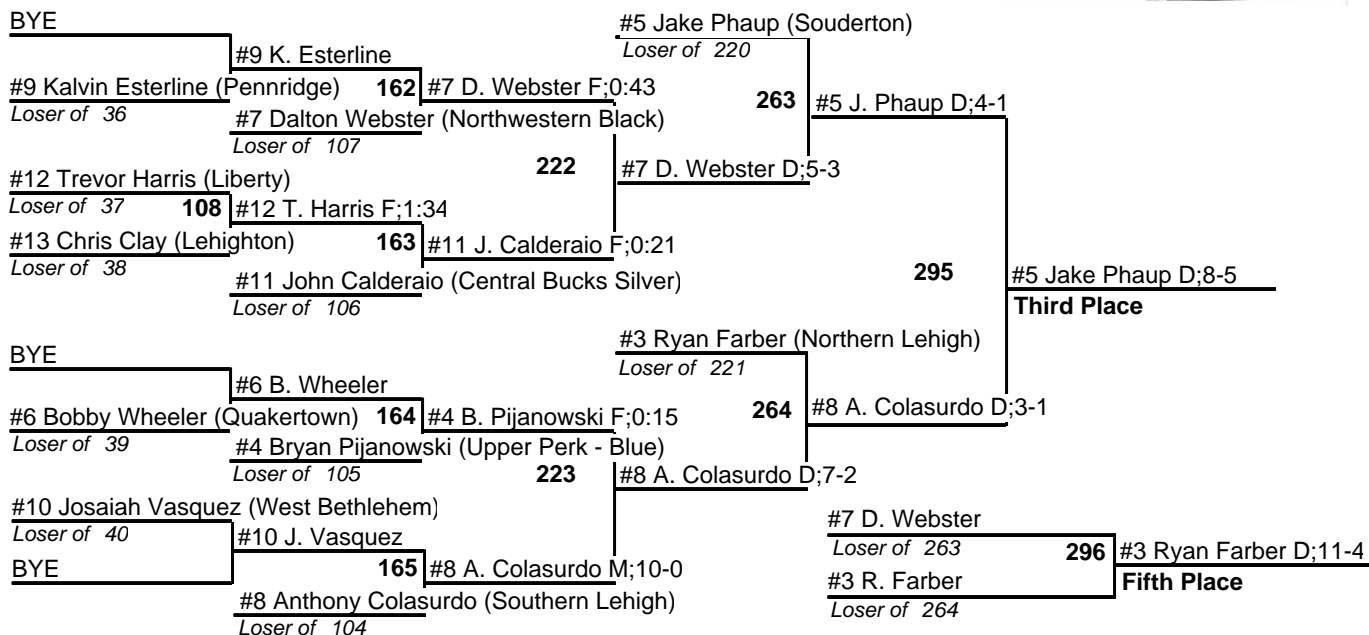 BYE
#5 Jake Phaup (Souderton)
Loser of 220
#9 K. Esterline
#9 Kalvin Esterline (Pennridge)
162
#7 D. Webster F;0:43
Loser of 36
263
#5 J. Phaup D;4-1
#7 Dalton Webster (Northwestern Black)
Loser of 107
222
#7 D. Webster D;5-3
#12 Trevor Harris (Liberty)
Loser of 37
108
#12 T. Harris F;1:34
#13 Chris Clay (Lehighton)
163
#11 J. Calderaio F;0:21
Loser of 38
295
#5 Jake Phaup D;8-5
#11 John Calderaio (Central Bucks Silver)
Loser of 106
Third Place
BYE
#3 Ryan Farber (Northern Lehigh)
Loser of 221
#6 B. Wheeler
#6 Bobby Wheeler (Quakertown)
164
#4 B. Pijanowski F;0:15
264
#8 A. Colasurdo D;3-1
Loser of 39
#4 Bryan Pijanowski (Upper Perk - Blue)
Loser of 105
223
#8 A. Colasurdo D;7-2
#10 Josaiah Vasquez (West Bethlehem)
Loser of 40
#10 J. Vasquez
#7 D. Webster
Loser of 263
296
#3 Ryan Farber D;11-4
BYE
165
#8 A. Colasurdo M;10-0
#3 R. Farber
Fifth Place
#8 Anthony Colasurdo (Southern Lehigh)
Loser of 264
Loser of 104